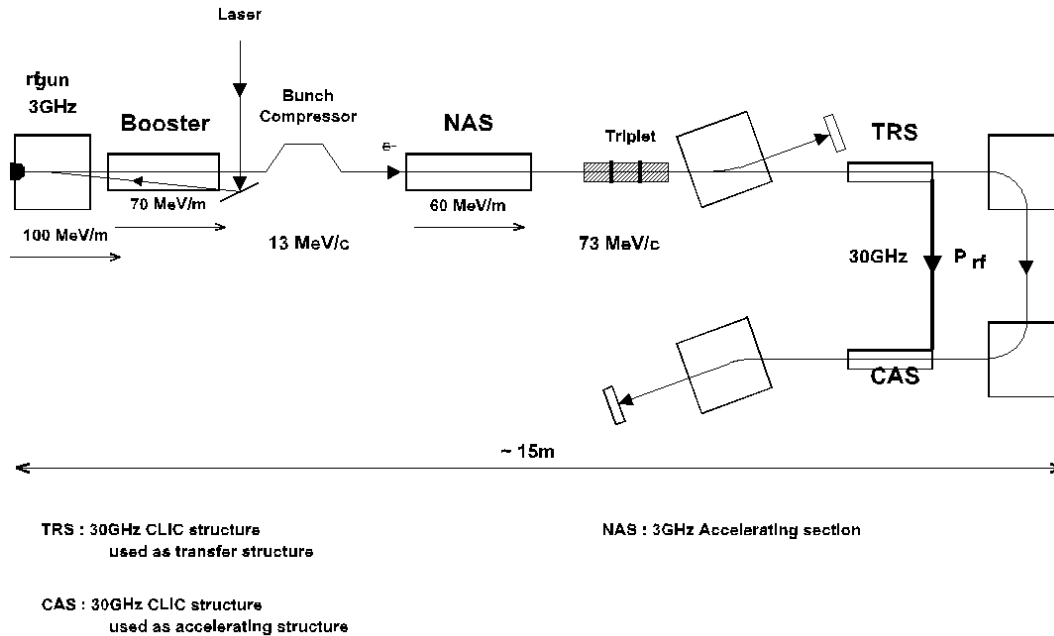 Laser
rfgun
3GHz
Booster
Bunch
Compressor
e-
NAS
Triplet
TRS
70 MeV/m
100 MeV/m
13 MeV/c
60 MeV/m
73 MeV/c
30GHz
P rf
CAS
~ 15m
TRS : 30GHz CLIC structure
used as transfer structure
NAS : 3GHz Accelerating section
CAS : 30GHz CLIC structure
used as accelerating structure